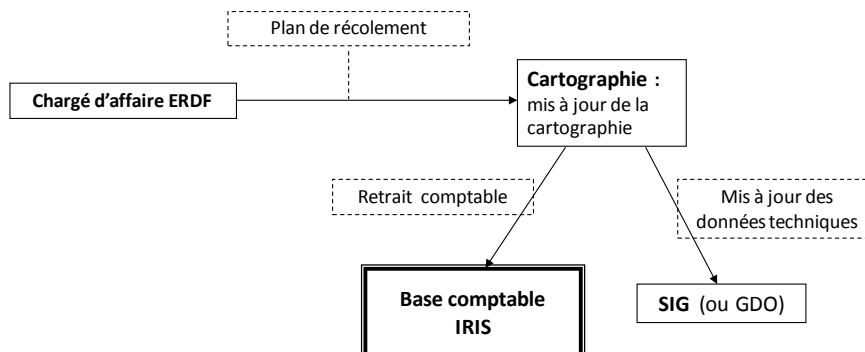 Plan de récolement
Chargé d'affaire ERDF
Cartographie :
mis à jour de la
cartographie
Retrait comptable
Mis à jour des
données techniques
Base comptable
IRIS
SIG (ou GDO)